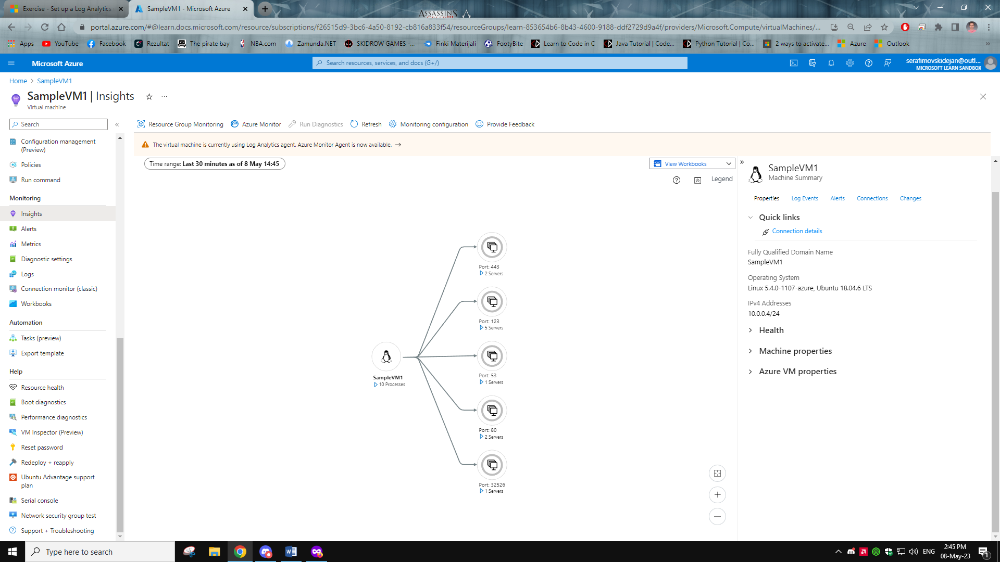 Exercise - Set up a Log Analytics
SampleVM1 - Microsoft Azure
ASSASSINS
portal.azure.com/#@learn.docs.microsoft.com/resource/subscriptions/f26515d9-3bc6-4a50-8192-cb816a833f54/resourceGroups/learn-853654b6-8b43-4600-9188-ddf2729d9a4f/providers/Microsoft.Compute/virtualMachines/...
Apps
YouTube
Facebook
Rezultat
The pirate bay
NBA.com
Zamunda.NET
SKIDROW GAMES -...
Finki Materijali
FootyBite
Learn to Code in C
Java Tutorial | Code...
Python Tutorial | Co...
2 ways to activate...
Azure
Outlook
Microsoft Azure
Search resources, services, and docs (G+/)
serafimovskidejan@outl...
MICROSOFT LEARN SANDBOX
Home > SampleVM1
SampleVM1 | Insights
Virtual machine
Search
Resource Group Monitoring
Azure Monitor
Run Diagnostics
Refresh
Monitoring configuration
Provide Feedback
Configuration management
(Preview)
Policies
Run command
Monitoring
Insights
Alerts
Metrics
Diagnostic settings
Logs
Connection monitor (classic)
Workbooks
Automation
Tasks (preview)
Export template
Help
Resource health
Boot diagnostics
Performance diagnostics
VM Inspector (Preview)
Reset password
Redeploy + reapply
Ubuntu Advantage support
plan
Serial console
Network security group test
Support + Troubleshooting
The virtual machine is currently using Log Analytics agent. Azure Monitor Agent is now available. →
Time range: Last 30 minutes as of 8 May 14:45
View Workbooks
Legend
Port: 443
2 Servers
Port: 123
5 Servers
SampleVM1
10 Processes
Port: 53
1 Servers
Port: 80
2 Servers
Port: 32526
1 Servers
SampleVM1
Machine Summary
Properties
Log Events
Alerts
Connections
Changes
Quick links
Connection details
Fully Qualified Domain Name
SampleVM1
Operating System
Linux 5.4.0-1107-azure, Ubuntu 18.04.6 LTS
IPv4 Addresses
10.0.0.4/24
Health
Machine properties
Azure VM properties
Type here to search
ENG
2:45 PM
08-May-23
1